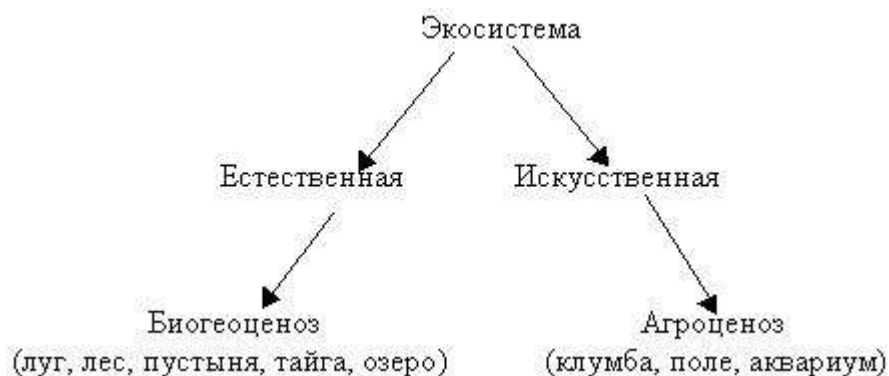 Экосистема
Естественная
Искусственная
Биогеоценоз
(луг, лес, пустыня, тайга, озеро)
Агроценоз
(клумба, поле, аквариум)